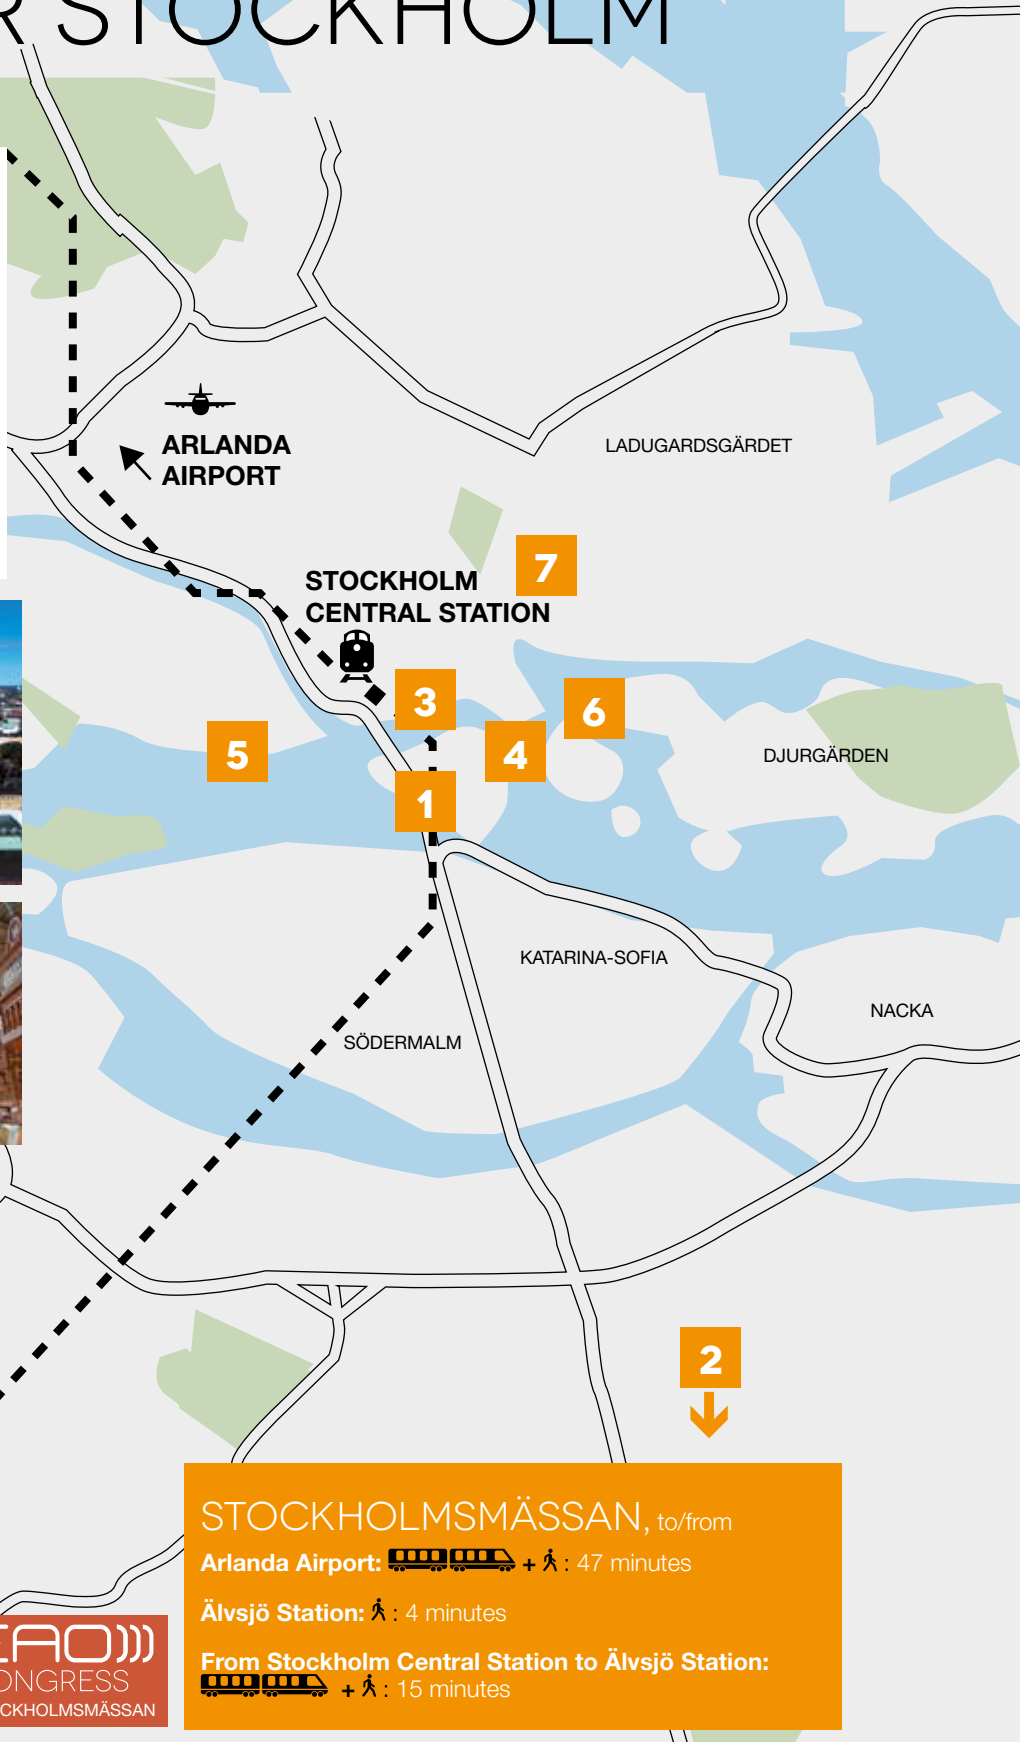 R STOCKHOLM
ARLANDA
AIRPORT
LADUGARDSGÄRDET
7
STOCKHOLM
CENTRAL STATION
3
6
5
4
DJURGÄRDEN
1
KATARINA-SOFIA
NACKA
SÖDERMALM
2
STOCKHOLMSMÄSSAN, to/from
Arlanda Airport: + : 47 minutes
Älvsjö Station: : 4 minutes
From Stockholm Central Station to Älvsjö Station:
+ : 15 minutes
EAO)))
ONGRESS
CKHOLMSMÄSSAN